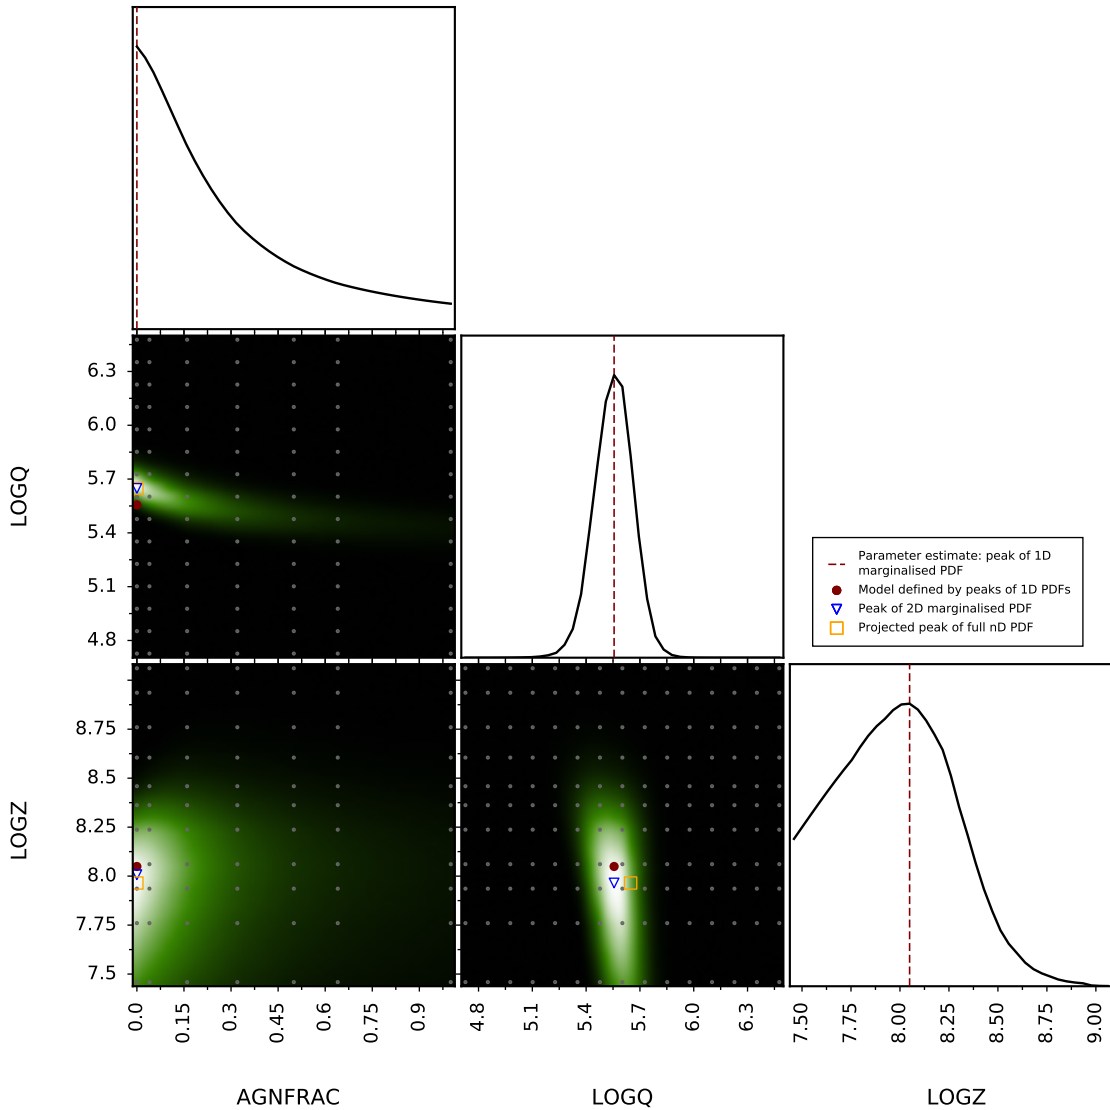 6.3
6.0
5.7
5.4
5.1
4.8
LOGQ
Parameter estimate: peak of 1D
marginalised PDF
Model defined by peaks of 1D PDFs
Peak of 2D marginalised PDF
Projected peak of full nD PDF
8.75
8.5
8.25
8.0
7.75
7.5
LOGZ
0.0 0.15 0.3 0.45 0.6 0.75 0.9
4.8 5.1 5.4 5.7 6.0 6.3
7.50 7.75 8.00 8.25 8.50 8.75 9.00
AGNFRAC LOGQ LOGZ